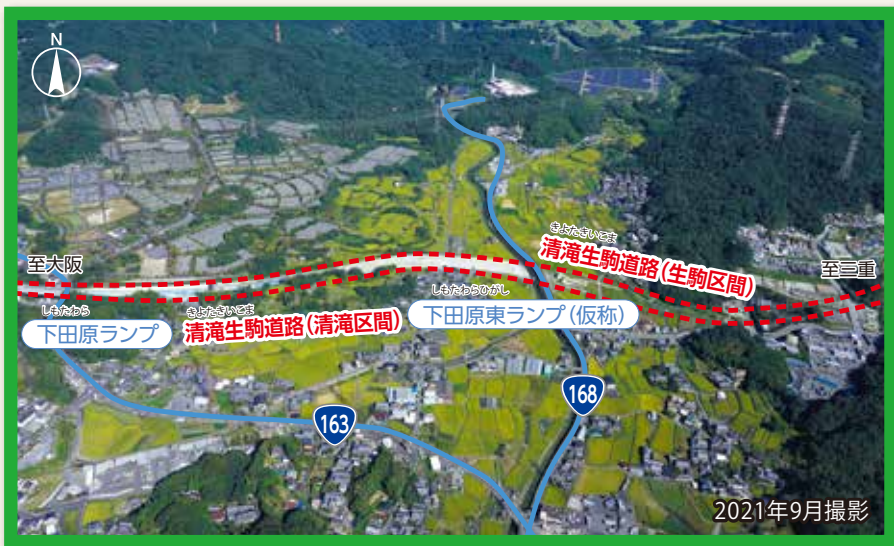 N
至大阪
きよたきいこま
清滝生駒道路(生駒区間)
至三重
しもたわら
下田原ランプ
きよたきいこま
清滝生駒道路(清滝区間)
しもたわらひがし
下田原東ランプ(仮称)
163
168
2021年9月撮影